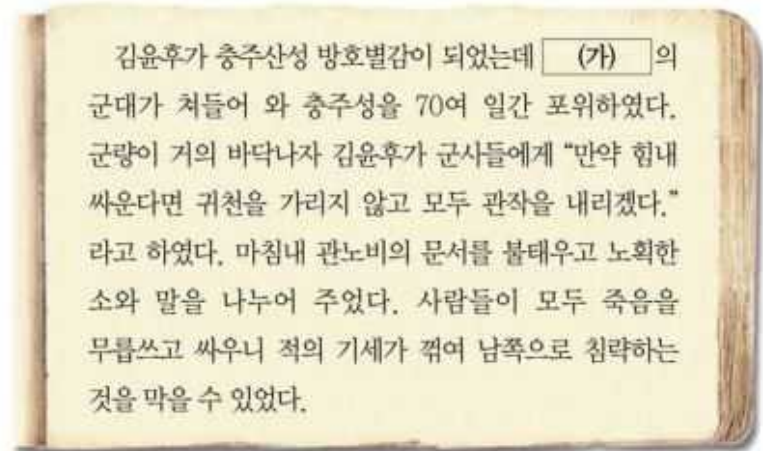 김윤후가 충주산성 방호별감이 되었는데 (가) 의
군대가 쳐들어 와 충주성을 70여 일간 포위하였다.
군량이 거의 바닥나자 김윤후가 군사들에게 “만약 힘내
싸운다면 귀천을 가리지 않고 모두 관작을 내리겠다.”
라고 하였다. 마침내 관노비의 문서를 불태우고 노획한
소와 말을 나누어 주었다. 사람들이 모두 죽음을
무릅쓰고 싸우니 적의 기세가 꺾여 남쪽으로 침략하는
것을 막을 수 있었다.